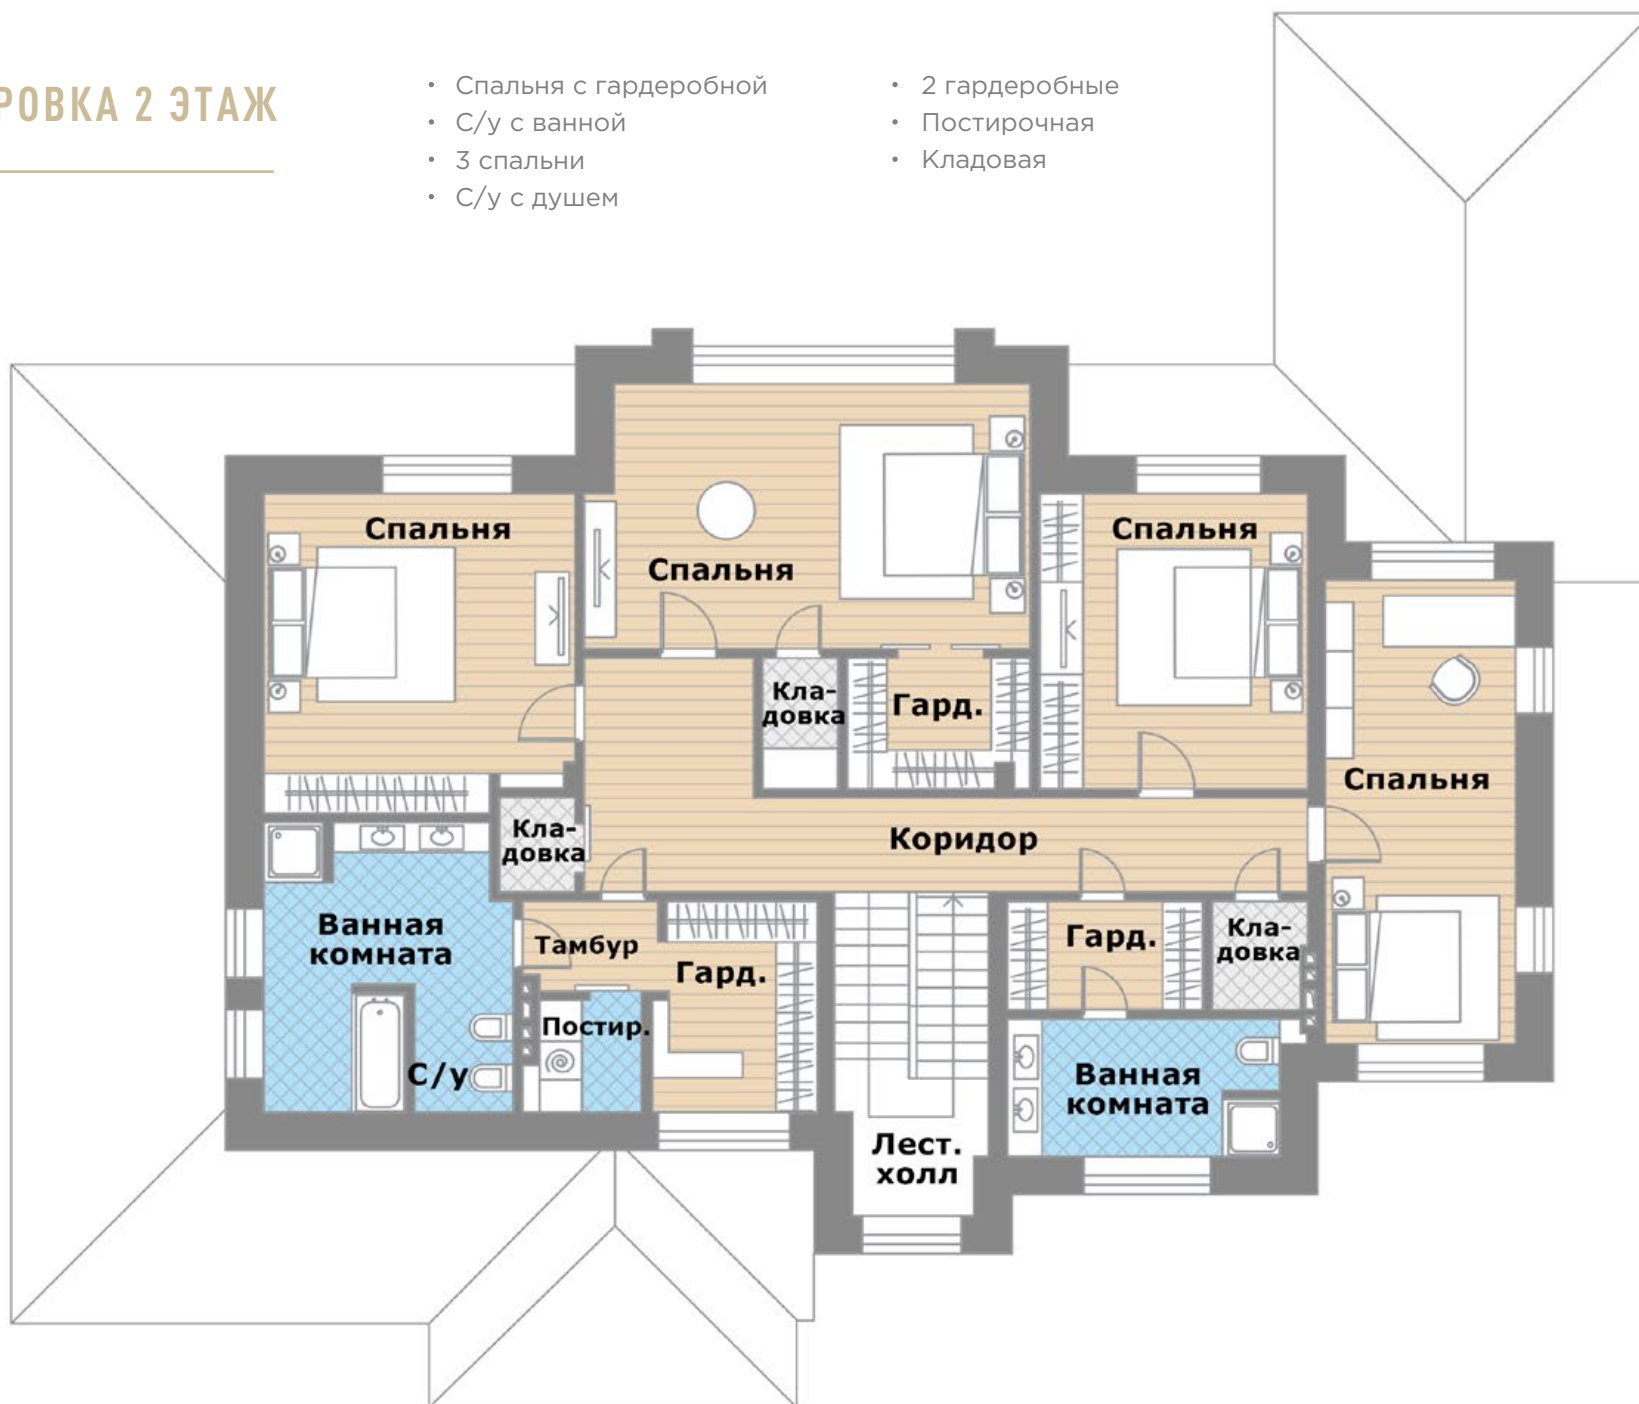 РОВКА 2 ЭТАЖ
• Спальня с гардеробной
• С/у с ванной
• 3 спальни
• С/у с душем
• 2 гардеробные
• Постирочная
• Кладовая
Спальня
Спальня
Спальня
Спальня
Кла-
довка
Гард.
Кла-
довка
Коридор
Ванная
комната
Тамбур
Гард.
Гард.
Кла-
довка
Постир.
С/у
Ванная
комната
Лест.
холл